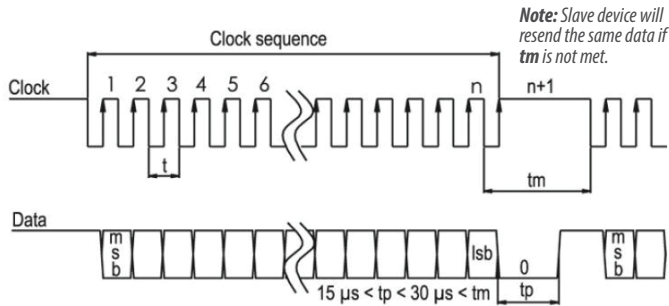 Note: Slave device will
resend the same data if
tm is not met.
Clock sequence
Clock
1 2 3 4 5 6 n n+1
t
tm
Data
m
s
b
lsb
0
m
s
b
15 µs < tp < 30 µs < tm
tp